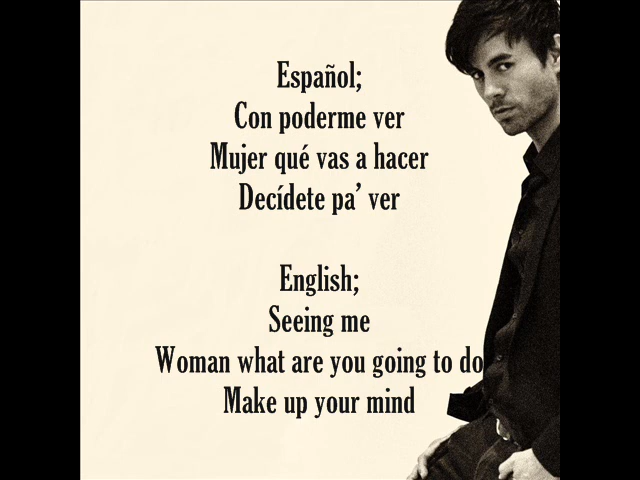 Español;
Con poderme ver
Mujer qué vas a hacer
Decídete pa' ver
English;
Seeing me
Woman what are you going to do
Make up your mind